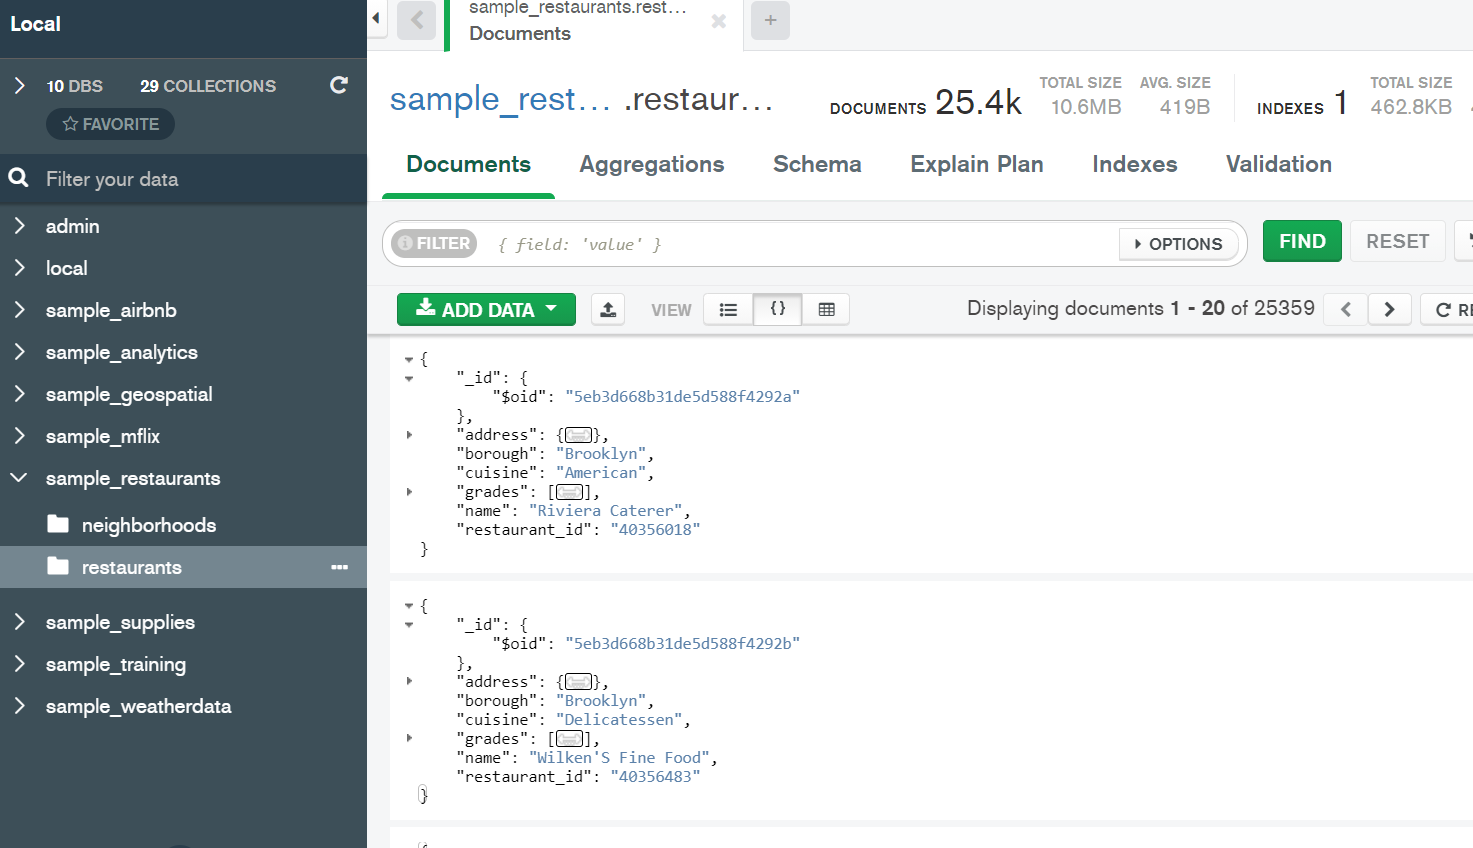 Local
10 DBS 29 COLLECTIONS
FAVORITE
Filter your data
admin
local
sample_airbnb
sample_analytics
sample_geospatial
sample_mflix
sample_restaurants
neighborhoods
restaurants
sample_supplies
sample_training
sample_weatherdata
sample_restaurants.rest...
Documents
sample_rest... .restaur...
DOCUMENTS 25.4k
TOTAL SIZE AVG. SIZE
10.6MB 419B
INDEXES 1
TOTAL SIZE
462.8KB
Documents Aggregations Schema Explain Plan Indexes Validation
FILTER { field: 'value' } OPTIONS FIND RESET
ADD DATA VIEW {} Displaying documents 1 - 20 of 25359
{
"_id": {
"$oid": "5eb3d668b31de5d588f4292a"
},
"address": {},
"borough": "Brooklyn",
"cuisine": "American",
"grades": [],
"name": "Riviera Caterer",
"restaurant_id": "40356018"
}
{
"_id": {
"$oid": "5eb3d668b31de5d588f4292b"
},
"address": {},
"borough": "Brooklyn",
"cuisine": "Delicatessen",
"grades": [],
"name": "Wilken'S Fine Food",
"restaurant_id": "40356483"
}